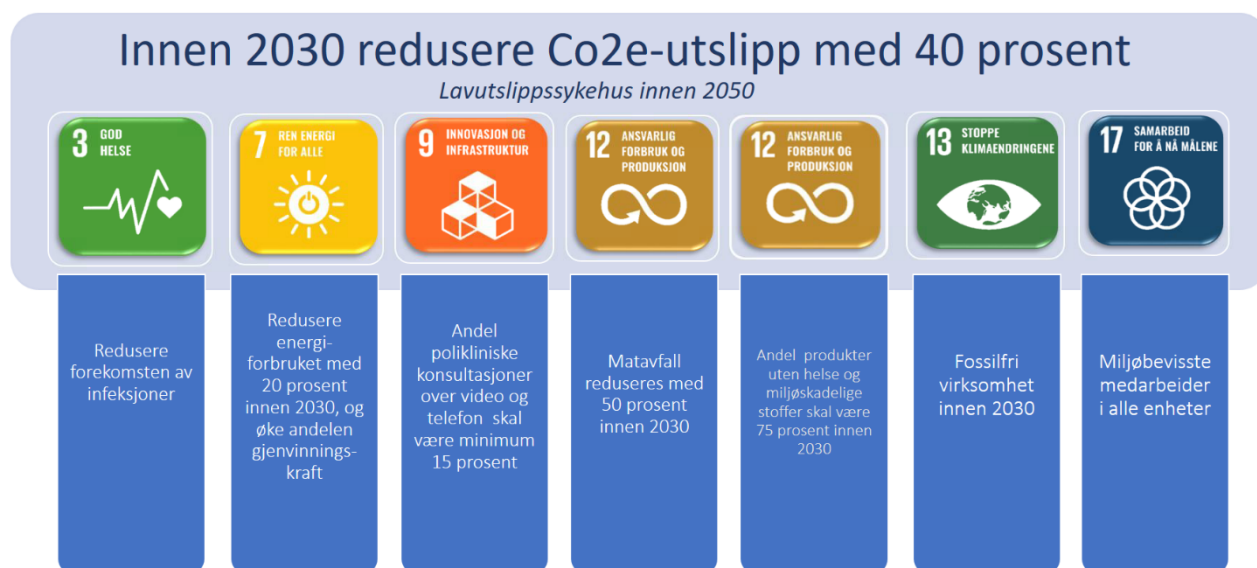 Innen 2030 redusere Co2e-utslipp med 40 prosent
Lavutslippssykehus innen 2050
3 GOD
HELSE
7 REN ENERGI
FOR ALLE
9 INNOVASJON OG
INFRASTRUKTUR
12 ANSVARLIG
FORBRUK OG
PRODUKSJON
12 ANSVARLIG
FORBRUK OG
PRODUKSJON
13 STOPPE
KLIMAENDRINGENE
17 SAMARBEID
FOR Å NÅ MÅLENE
Redusere
forekomsten av
infeksjoner
Redusere
energi-
forbruket med
20 prosent
innen 2030, og
øke andelen
gjenvinnings-
kraft
Andel
polikliniske
konsultasjoner
over video og
telefon skal
være minimum
15 prosent
Matavfall
reduseres med
50 prosent
innen 2030
Andel produkter
uten helse og
miljøskadelige
stoffer skal være
75 prosent innen
2030
Fossilfri
virksomhet
innen 2030
Miljøbevisste
medarbeider
i alle enheter